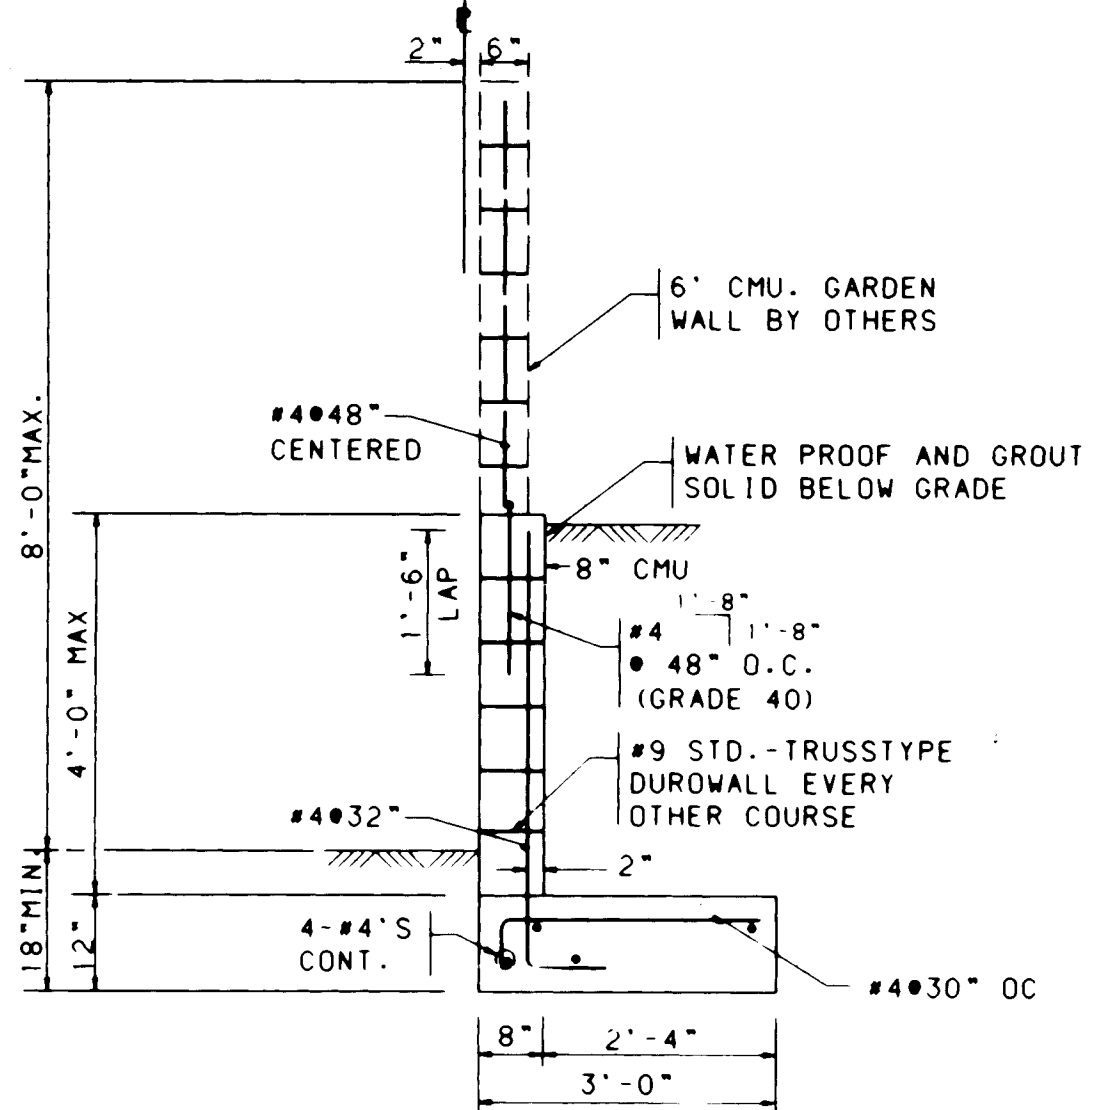 ℄
2" 6"
6' CMU. GARDEN
WALL BY OTHERS
#4@48"
CENTERED
WATER PROOF AND GROUT
SOLID BELOW GRADE
8'-0"MAX.
8" CMU
1'-6"
LAP
1'-8"
1'-8"
#4
@ 48" O.C.
(GRADE 40)
4'-0" MAX
#9 STD.-TRUSSTYPE
DUROWALL EVERY
OTHER COURSE
#4@32"
2"
18"MIN.
12"
4-#4'S
CONT.
#4@30" OC
8" 2'-4"
3'-0"